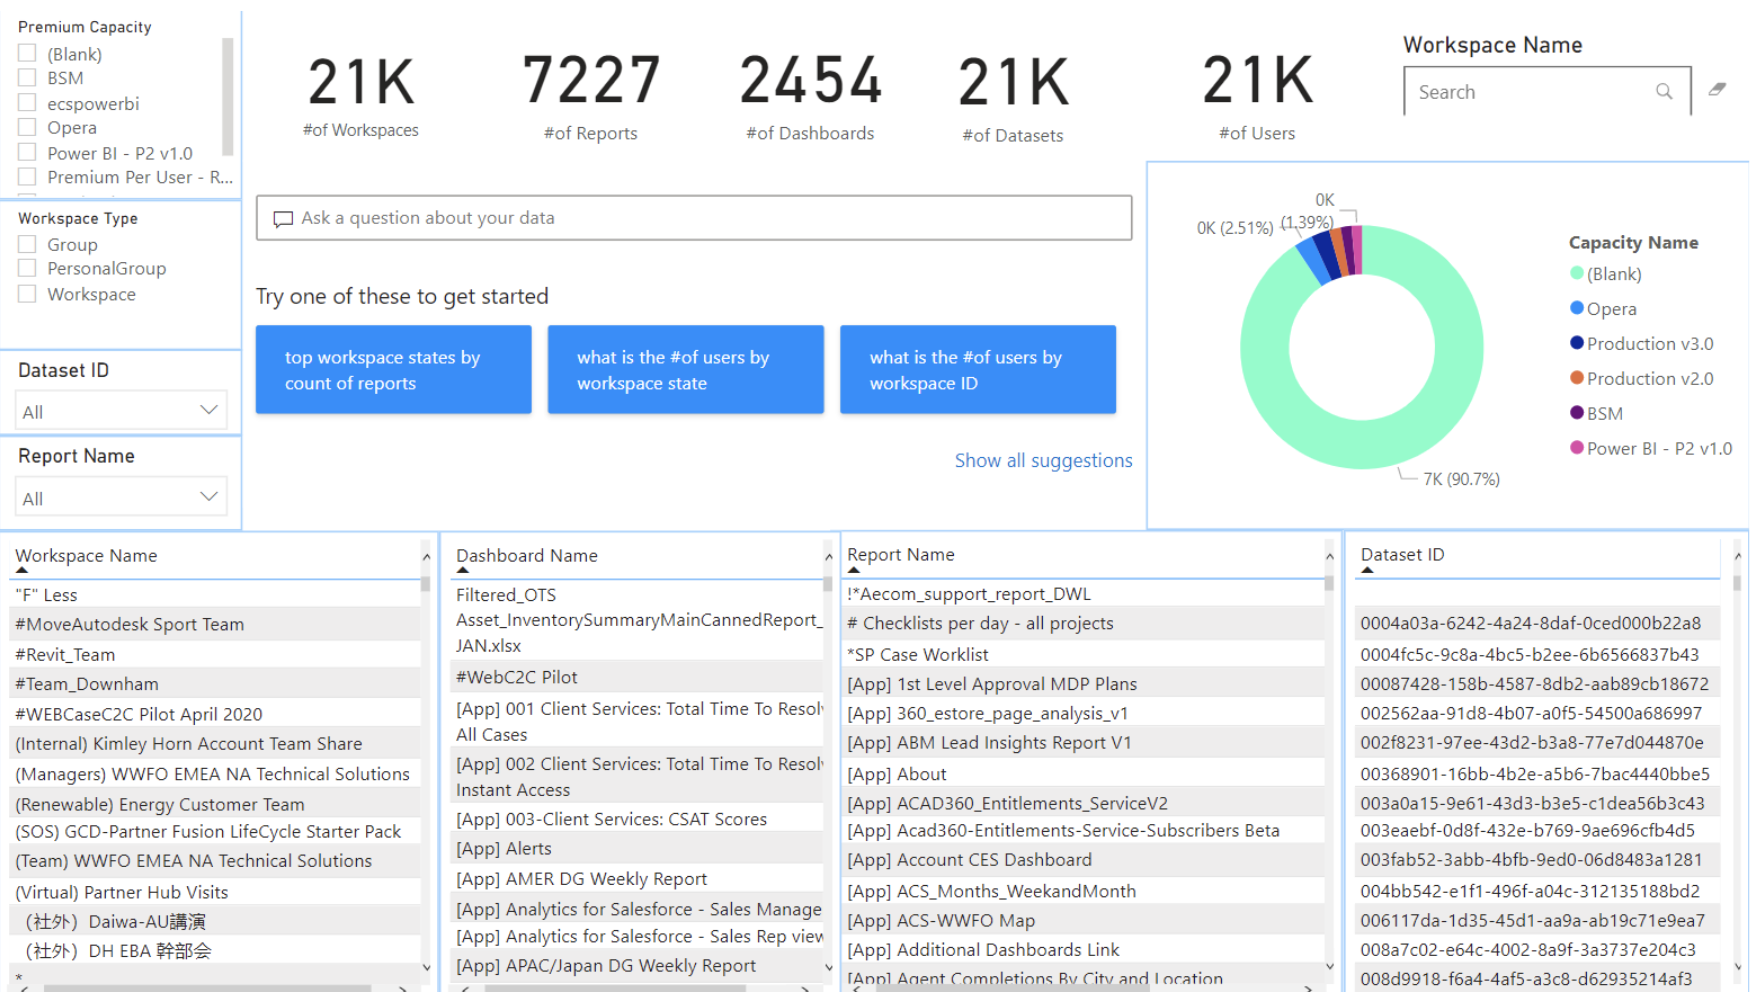 Premium Capacity
(Blank)
BSM
ecspowerbi
Opera
Power BI - P2 v1.0
Premium Per User - R...
Workspace Type
Group
PersonalGroup
Workspace
Dataset ID
All
Report Name
All
21K
#of Workspaces
7227
#of Reports
2454
#of Dashboards
21K
#of Datasets
21K
#of Users
Workspace Name
Search
Ask a question about your data
Try one of these to get started
top workspace states by
count of reports
what is the #of users by
workspace state
what is the #of users by
workspace ID
Show all suggestions
0K
(1.39%)
0K (2.51%)
7K (90.7%)
Capacity Name
(Blank)
Opera
Production v3.0
Production v2.0
BSM
Power BI - P2 v1.0
Workspace Name
"F" Less
#MoveAutodesk Sport Team
#Revit_Team
#Team_Downham
#WEBCaseC2C Pilot April 2020
(Internal) Kimley Horn Account Team Share
(Managers) WWFO EMEA NA Technical Solutions
(Renewable) Energy Customer Team
(SOS) GCD-Partner Fusion LifeCycle Starter Pack
(Team) WWFO EMEA NA Technical Solutions
(Virtual) Partner Hub Visits
（社外）Daiwa-AU講演
（社外）DH EBA 幹部会
*
Dashboard Name
Filtered_OTS
Asset_InventorySummaryMainCannedReport_
JAN.xlsx
#WebC2C Pilot
[App] 001 Client Services: Total Time To Resol
All Cases
[App] 002 Client Services: Total Time To Resol
Instant Access
[App] 003-Client Services: CSAT Scores
[App] Alerts
[App] AMER DG Weekly Report
[App] Analytics for Salesforce - Sales Manage
[App] Analytics for Salesforce - Sales Rep view
[App] APAC/Japan DG Weekly Report
Report Name
!*Aecom_support_report_DWL
# Checklists per day - all projects
*SP Case Worklist
[App] 1st Level Approval MDP Plans
[App] 360_estore_page_analysis_v1
[App] ABM Lead Insights Report V1
[App] About
[App] ACAD360_Entitlements_ServiceV2
[App] Acad360-Entitlements-Service-Subscribers Beta
[App] Account CES Dashboard
[App] ACS_Months_WeekandMonth
[App] ACS-WWFO Map
[App] Additional Dashboards Link
[App] Agent Completions By City and Location
Dataset ID
0004a03a-6242-4a24-8daf-0ced000b22a8
0004fc5c-9c8a-4bc5-b2ee-6b6566837b43
00087428-158b-4587-8db2-aab89cb18672
002562aa-91d8-4b07-a0f5-54500a686997
002f8231-97ee-43d2-b3a8-77e7d044870e
00368901-16bb-4b2e-a5b6-7bac4440bbe5
003a0a15-9e61-43d3-b3e5-c1dea56b3c43
003eaebf-0d8f-432e-b769-9ae696cfb4d5
003fab52-3abb-4bfb-9ed0-06d8483a1281
004bb542-e1f1-496f-a04c-312135188bd2
006117da-1d35-45d1-aa9a-ab19c71e9ea7
008a7c02-e64c-4002-8a9f-3a3737e204c3
008d9918-f6a4-4af5-a3c8-d62935214af3